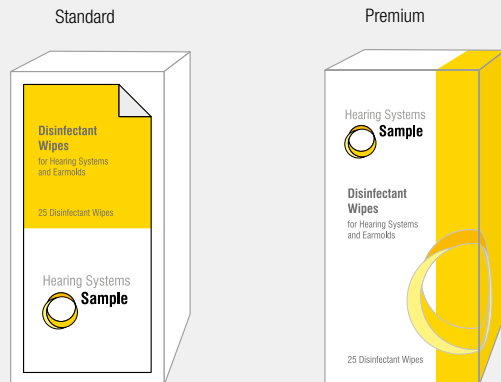 Standard
Disinfectant
Wipes
for Hearing Systems
and Earmolds
25 Disinfectant Wipes
Hearing Systems
Sample
Premium
Hearing Systems
Sample
Disinfectant
Wipes
for Hearing Systems
and Earmolds
25 Disinfectant Wipes